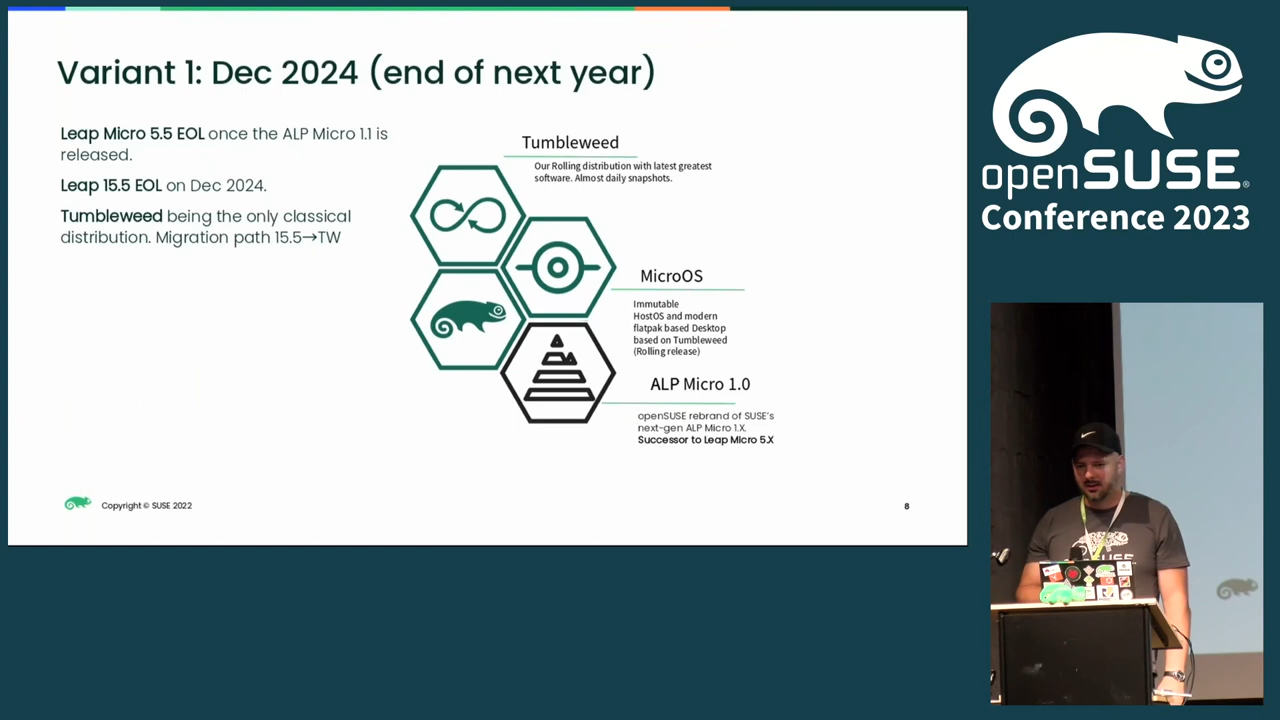 Variant 1: Dec 2024 (end of next year)
Leap Micro 5.5 EOL once the ALP Micro 1.1 is
released.
Leap 15.5 EOL on Dec 2024.
Tumbleweed being the only classical
distribution. Migration path 15.5→TW
Tumbleweed
Our Rolling distribution with latest greatest
software. Almost daily snapshots.
MicroOS
Immutable
HostOS and modern
flatpak based Desktop
based on Tumbleweed
(Rolling release)
ALP Micro 1.0
openSUSE rebrand of SUSE's
next-gen ALP Micro 1.X.
Successor to Leap Micro 5.X
Copyright © SUSE 2022
8
openSUSE®
Conference 2023